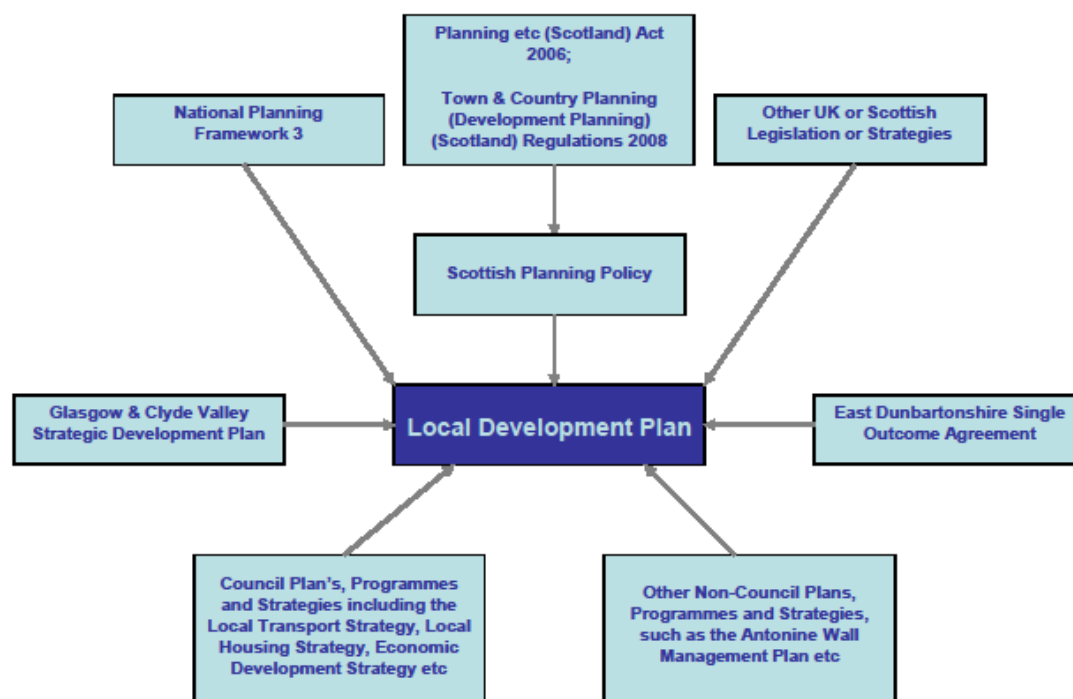 Planning etc (Scotland) Act
2006;
Town & Country Planning
(Development Planning)
(Scotland) Regulations 2008
National Planning
Framework 3
Other UK or Scottish
Legislation or Strategies
Scottish Planning Policy
Glasgow & Clyde Valley
Strategic Development Plan
Local Development Plan
East Dunbartonshire Single
Outcome Agreement
Council Plan's, Programmes
and Strategies including the
Local Transport Strategy, Local
Housing Strategy, Economic
Development Strategy etc
Other Non-Council Plans,
Programmes and Strategies,
such as the Antonine Wall
Management Plan etc